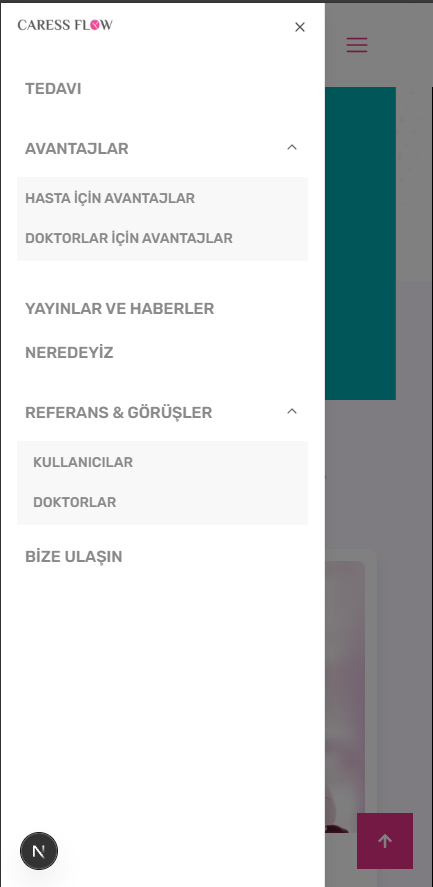 CARESS FLOW
TEDAVI
AVANTAJLAR
HASTA İÇİN AVANTAJLAR
DOKTORLAR İÇİN AVANTAJLAR
YAYINLAR VE HABERLER
NEREDEYİZ
REFERANS & GÖRÜŞLER
KULLANICILAR
DOKTORLAR
BİZE ULAŞIN
N